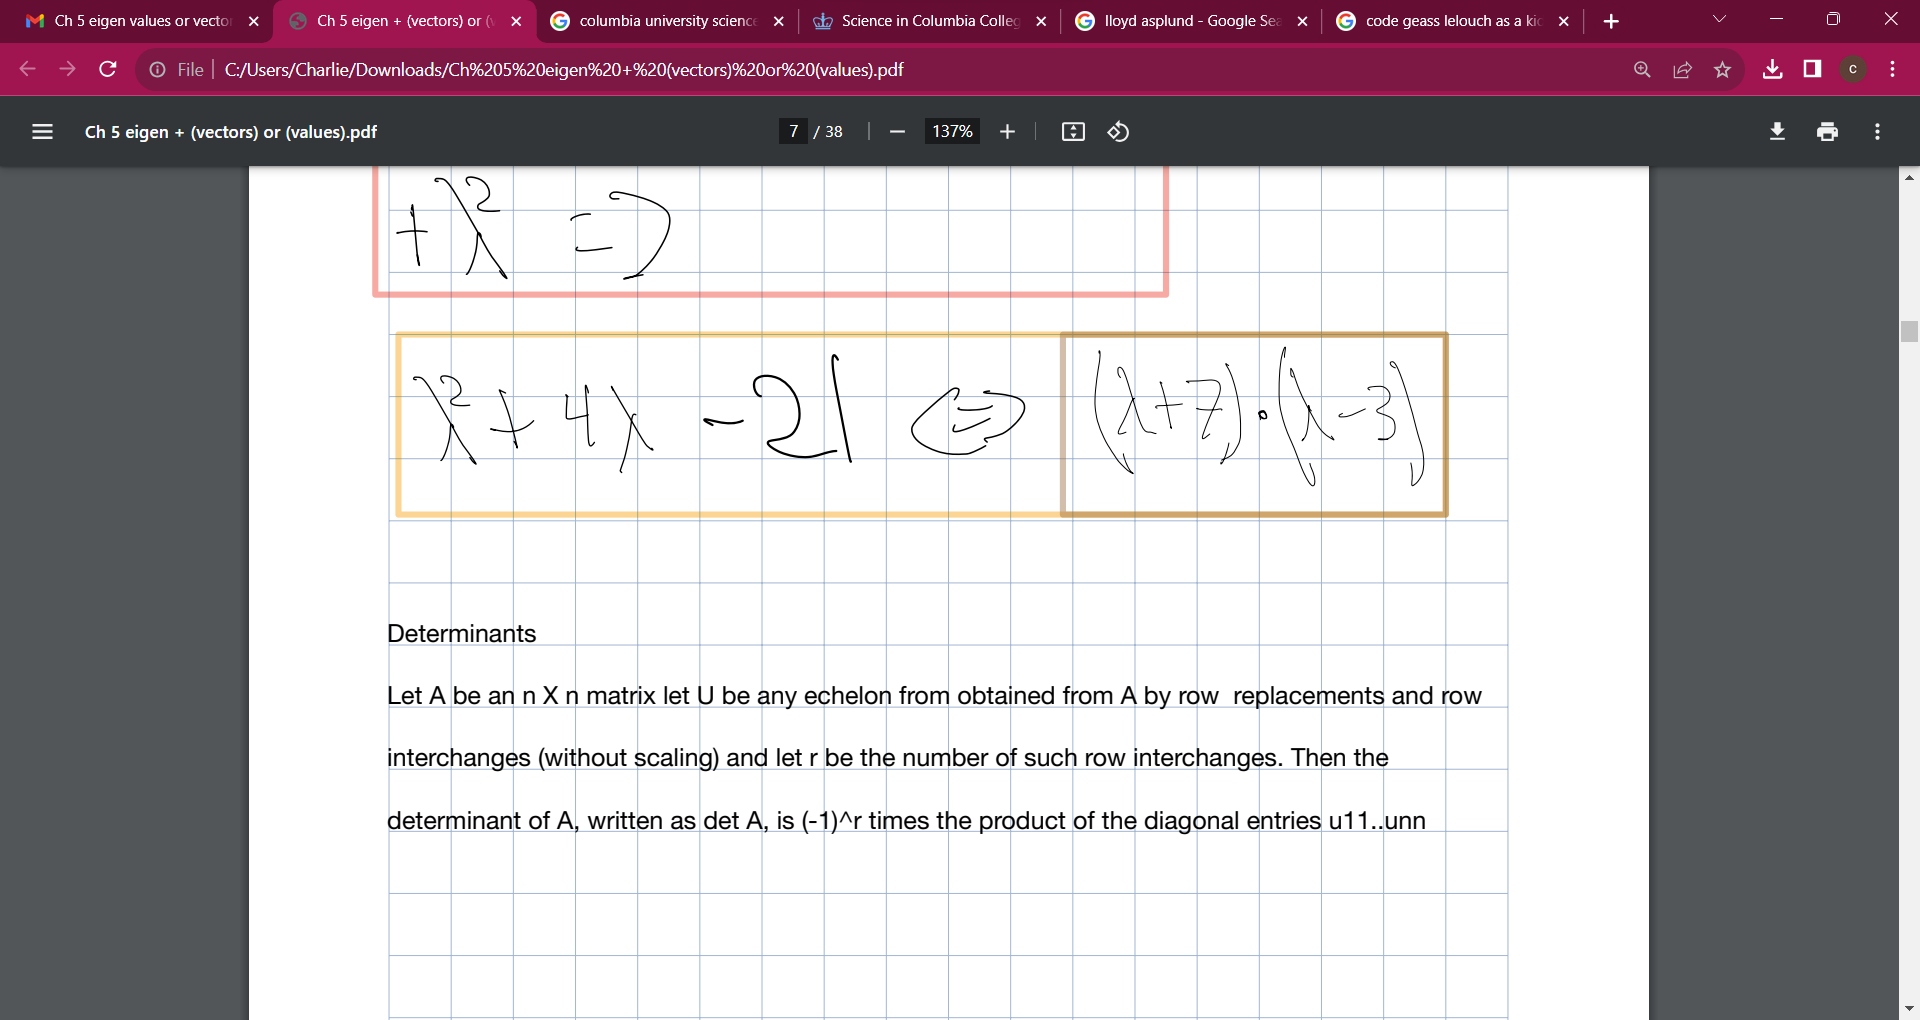 Ch 5 eigen values or vector
Ch 5 eigen + (vectors) or (v
columbia university science
Science in Columbia Colleg
lloyd asplund - Google Sea
code geass lelouch as a kid
File
C:/Users/Charlie/Downloads/Ch%205%20eigen%20+%20(vectors)%20or%20(values).pdf
C
Ch 5 eigen + (vectors) or (values).pdf
7 / 38
137%
+λ² =>
λ² + 4λ - 21 <=> (λ+7)·(λ-3)
Determinants
Let A be an n X n matrix let U be any echelon from obtained from A by row  replacements and row
interchanges (without scaling) and let r be the number of such row interchanges. Then the
determinant of A, written as det A, is (-1)^r times the product of the diagonal entries u11..unn